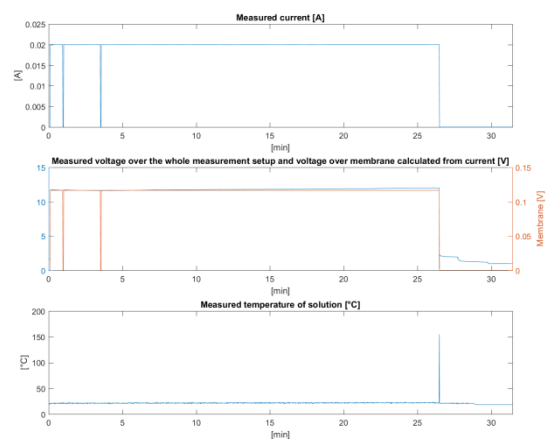 Measured current [A]
0.025
0.02
0.015
0.01
0.005
0
[A]
0 5 10 15 20 25 30
[min]
Measured voltage over the whole measurement setup and voltage over membrane calculated from current [V]
15 0.15
10 0.1
5 0.05
0 0
Membrane [V]
0 5 10 15 20 25 30
[min]
Measured temperature of solution [°C]
200
150
100
50
0
[°C]
0 5 10 15 20 25 30
[min]